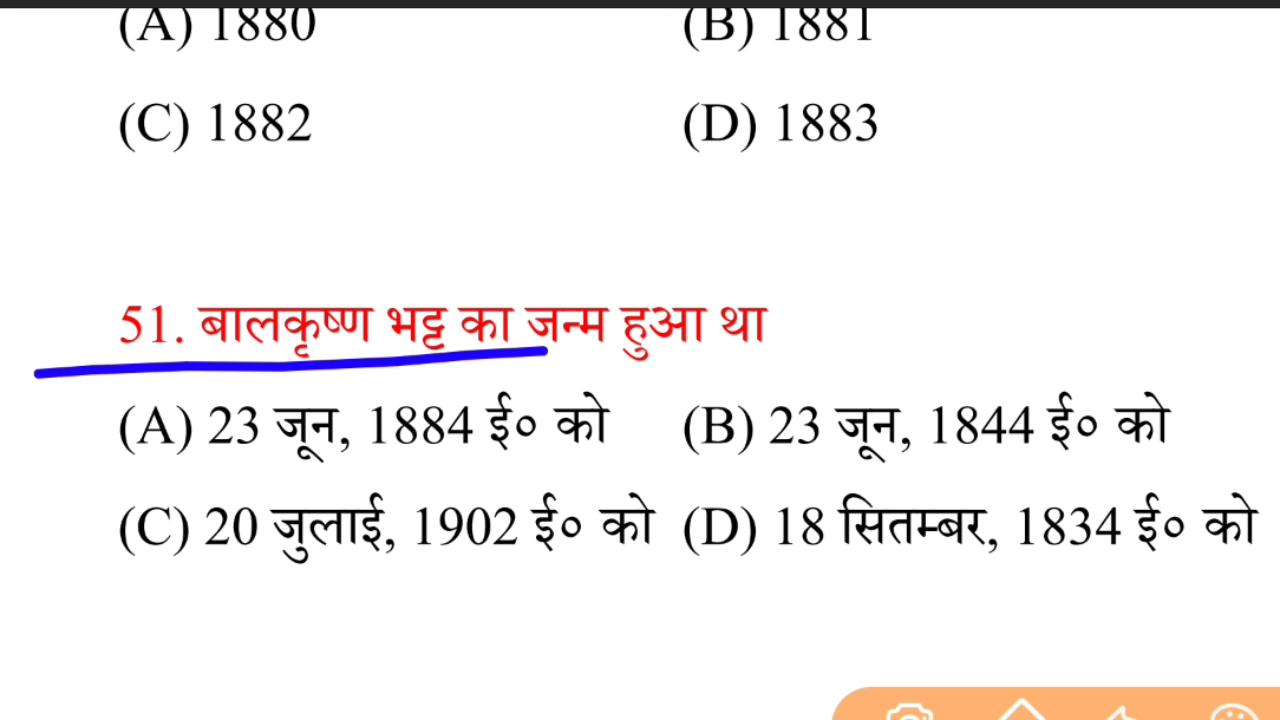 (A) 1880 (B) 1881
(C) 1882 (D) 1883
51. बालकृष्ण भट्ट का जन्म हुआ था
(A) 23 जून, 1884 ई० को (B) 23 जून, 1844 ई० को
(C) 20 जुलाई, 1902 ई० को (D) 18 सितम्बर, 1834 ई० को